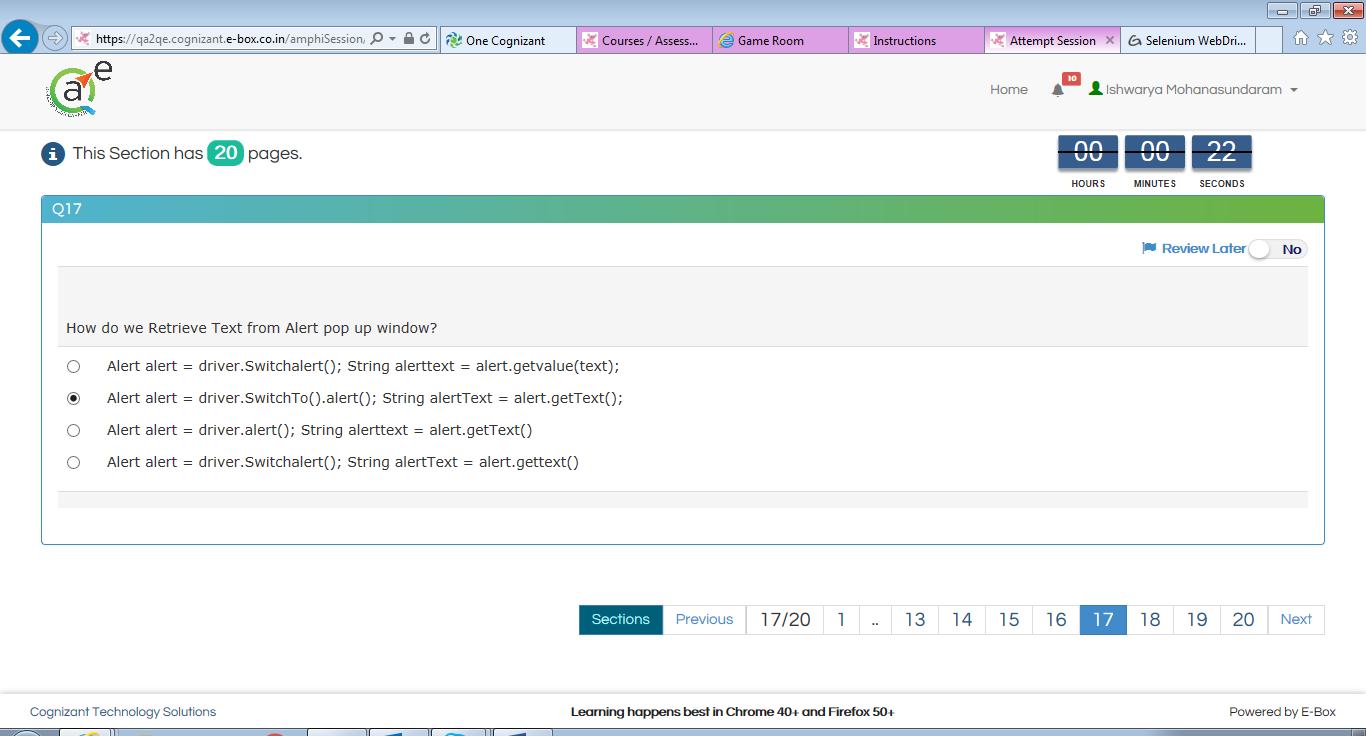 https://qa2qe.cognizant.e-box.co.in/amphiSession/
One Cognizant
Courses / Assess...
Game Room
Instructions
Attempt Session
Selenium WebDri...
a e
Home
10
Ishwarya Mohanasundaram
This Section has 20 pages.
00 00 22
HOURS MINUTES SECONDS
Q17
Review Later No
How do we Retrieve Text from Alert pop up window?
Alert alert = driver.Switchalert(); String alerttext = alert.getvalue(text);
Alert alert = driver.SwitchTo().alert(); String alertText = alert.getText();
Alert alert = driver.alert(); String alerttext = alert.getText()
Alert alert = driver.Switchalert(); String alertText = alert.gettext()
Sections Previous 17/20 1 .. 13 14 15 16 17 18 19 20 Next
Cognizant Technology Solutions Learning happens best in Chrome 40+ and Firefox 50+ Powered by E-Box